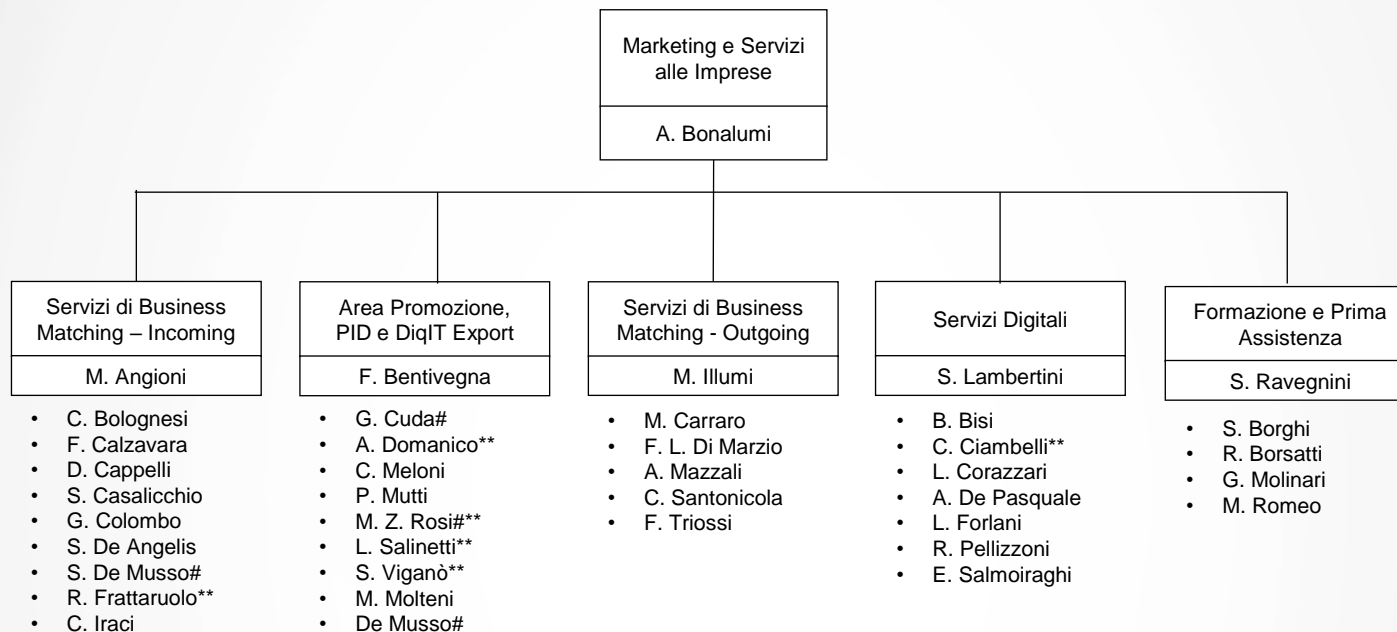 Marketing e Servizi
alle Imprese
A. Bonalumi
Servizi di Business
Matching – Incoming
M. Angioni
• C. Bolognesi
• F. Calzavara
• D. Cappelli
• S. Casalicchio
• G. Colombo
• S. De Angelis
• S. De Musso#
• R. Frattaruolo**
• C. Iraci
Area Promozione,
PID e DiqIT Export
F. Bentivegna
• G. Cuda#
• A. Domanico**
• C. Meloni
• P. Mutti
• M. Z. Rosi#**
• L. Salinetti**
• S. Viganò**
• M. Molteni
• De Musso#
Servizi di Business
Matching - Outgoing
M. Illumi
• M. Carraro
• F. L. Di Marzio
• A. Mazzali
• C. Santonicola
• F. Triossi
Servizi Digitali
S. Lambertini
• B. Bisi
• C. Ciambelli**
• L. Corazzari
• A. De Pasquale
• L. Forlani
• R. Pellizzoni
• E. Salmoiraghi
Formazione e Prima
Assistenza
S. Ravegnini
• S. Borghi
• R. Borsatti
• G. Molinari
• M. Romeo